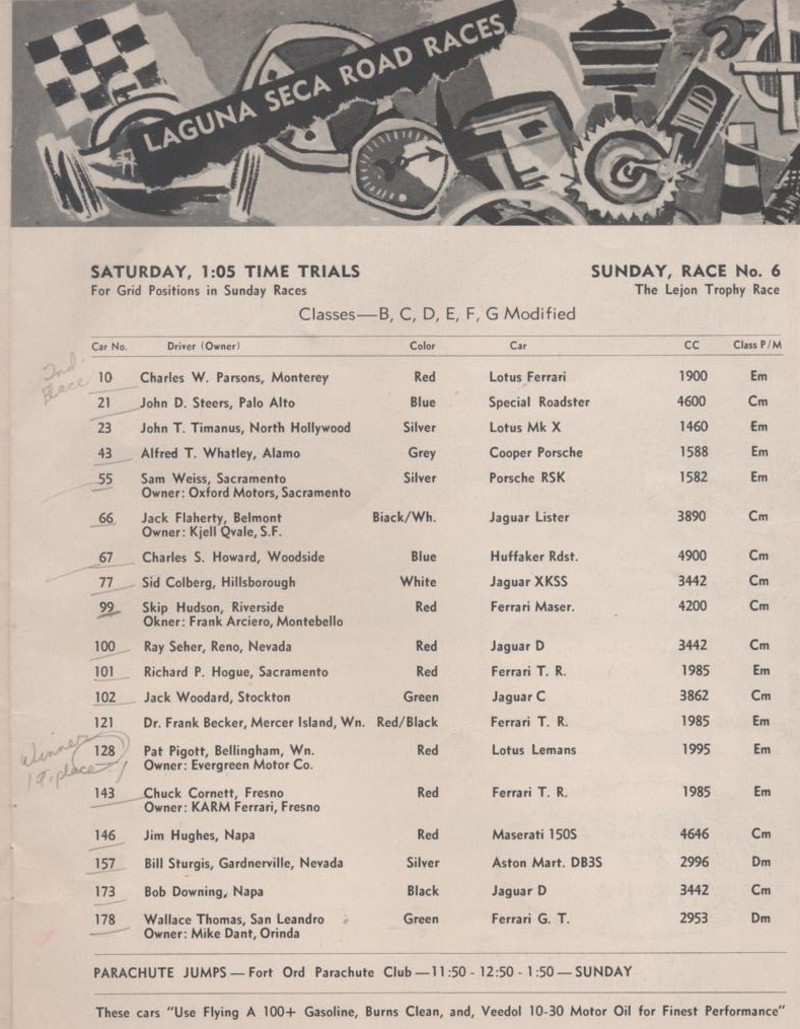 LAGUNA SECA ROAD RACES
SATURDAY, 1:05 TIME TRIALS
For Grid Positions in Sunday Races
SUNDAY, RACE No. 6
The Lejon Trophy Race
Classes—B, C, D, E, F, G Modified
Car No. Driver (Owner) Color Car CC Class P/M
2nd Place
10 Charles W. Parsons, Monterey Red Lotus Ferrari 1900 Em
21 John D. Steers, Palo Alto Blue Special Roadster 4600 Cm
23 John T. Timanus, North Hollywood Silver Lotus Mk X 1460 Em
43 Alfred T. Whatley, Alamo Grey Cooper Porsche 1588 Em
55 Sam Weiss, Sacramento Silver Porsche RSK 1582 Em
Owner: Oxford Motors, Sacramento
66 Jack Flaherty, Belmont Biack/Wh. Jaguar Lister 3890 Cm
Owner: Kjell Qvale, S.F.
67 Charles S. Howard, Woodside Blue Huffaker Rdst. 4900 Cm
77 Sid Colberg, Hillsborough White Jaguar XKSS 3442 Cm
99 Skip Hudson, Riverside Red Ferrari Maser. 4200 Cm
Okner: Frank Arciero, Montebello
100 Ray Seher, Reno, Nevada Red Jaguar D 3442 Cm
101 Richard P. Hogue, Sacramento Red Ferrari T. R. 1985 Em
102 Jack Woodard, Stockton Green Jaguar C 3862 Cm
121 Dr. Frank Becker, Mercer Island, Wn. Red/Black Ferrari T. R. 1985 Em
Winner 1st. place
128 Pat Pigott, Bellingham, Wn. Red Lotus Lemans 1995 Em
Owner: Evergreen Motor Co.
143 Chuck Cornett, Fresno Red Ferrari T. R. 1985 Em
Owner: KARM Ferrari, Fresno
146 Jim Hughes, Napa Red Maserati 150S 4646 Cm
157 Bill Sturgis, Gardnerville, Nevada Silver Aston Mart. DB3S 2996 Dm
173 Bob Downing, Napa Black Jaguar D 3442 Cm
178 Wallace Thomas, San Leandro Green Ferrari G. T. 2953 Dm
Owner: Mike Dant, Orinda
PARACHUTE JUMPS — Fort Ord Parachute Club — 11:50 - 12:50 - 1:50 — SUNDAY
These cars "Use Flying A 100+ Gasoline, Burns Clean, and, Veedol 10-30 Motor Oil for Finest Performance"